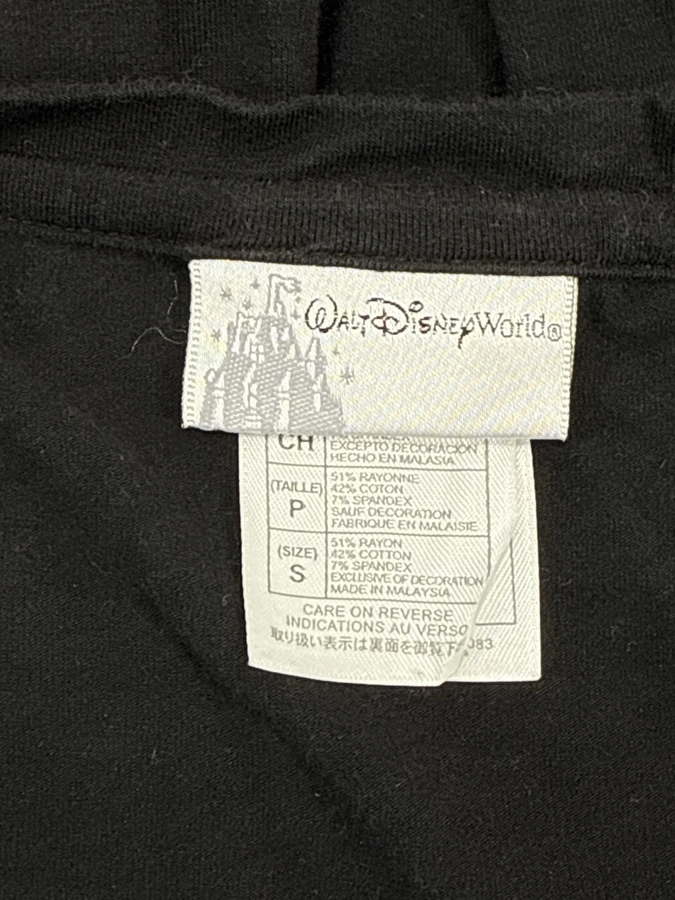 WALT DISNEY World®
CH
EXCEPTO DECORACION
HECHO EN MALASIA
(TAILLE)
P
51% RAYONNE
42% COTON
7% SPANDEX
SAUF DECORATION
FABRIQUE EN MALAISIE
(SIZE)
S
51% RAYON
42% COTTON
7% SPANDEX
EXCLUSIVE OF DECORATION
MADE IN MALAYSIA
CARE ON REVERSE
INDICATIONS AU VERSO
取り扱い表示は裏面を御覧下
083